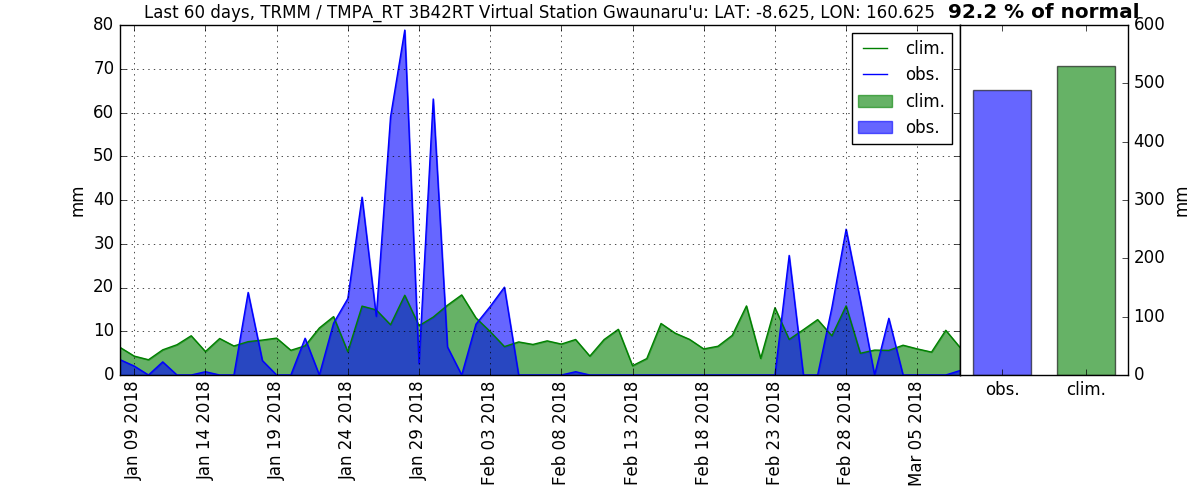 Last 60 days, TRMM / TMPA_RT 3B42RT Virtual Station Gwaunaru'u: LAT: -8.625, LON: 160.625 92.2 % of normal
80
70
60
50
40
30
20
10
0
mm
clim.
obs.
clim.
obs.
600
500
400
300
200
100
0
mm
obs.
clim.
Jan 09 2018
Jan 14 2018
Jan 19 2018
Jan 24 2018
Jan 29 2018
Feb 03 2018
Feb 08 2018
Feb 13 2018
Feb 18 2018
Feb 23 2018
Feb 28 2018
Mar 05 2018